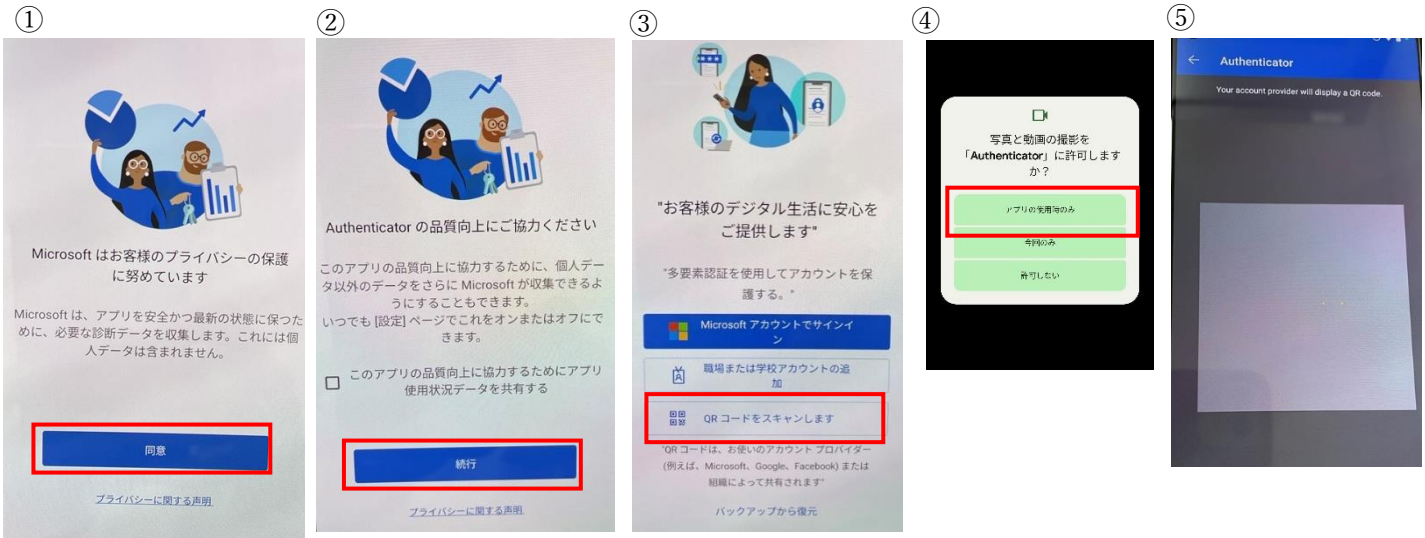 ①
Microsoft はお客様のプライバシーの保護
に努めています
Microsoft は、アプリを安全かつ最新の状態に保つた
めに、必要な診断データを収集します。これには個
人データは含まれません。
同意
プライバシーに関する声明
②
Authenticator の品質向上にご協力ください
このアプリの品質向上に協力するために、個人デー
タ以外のデータをさらに Microsoft が収集できるよ
うにすることもできます。
いつでも [設定] ページでこれをオンまたはオフにで
きます。
このアプリの品質向上に協力するためにアプリ
使用状況データを共有する
続行
プライバシーに関する声明
③
"お客様のデジタル生活に安心を
ご提供します"
"多要素認証を使用してアカウントを保
護する。"
Microsoft アカウントでサインイ
ン
職場または学校アカウントの追
加
QR コードをスキャンします
"QR コードは、お使いのアカウント プロバイダー
(例えば、Microsoft、Google、Facebook) または
組織によって共有されます"
バックアップから復元
④
写真と動画の撮影を
「Authenticator」に許可します
か？
アプリの使用時のみ
今回のみ
許可しない
⑤
Authenticator
Your account provider will display a QR code.